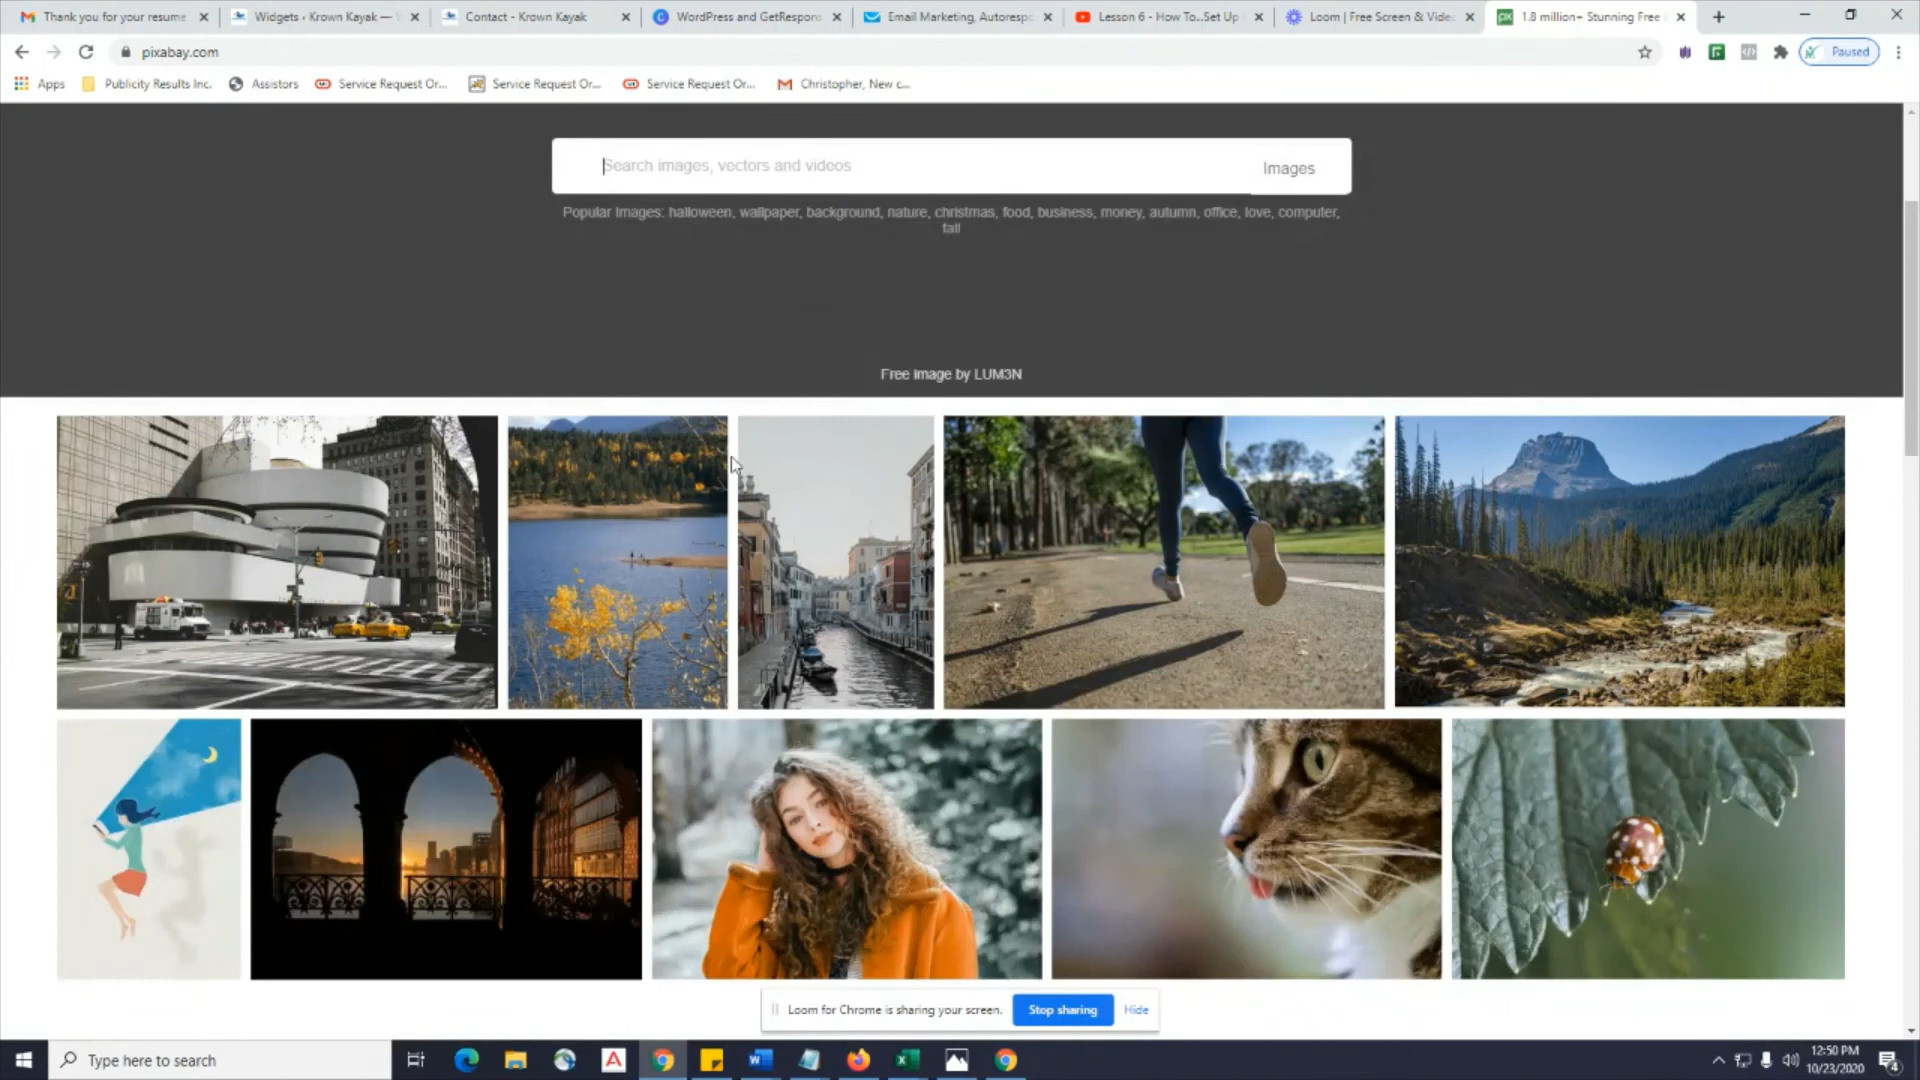 Thank you for your resume
Widgets ‹ Krown Kayak —
Contact - Krown Kayak
WordPress and GetRespons
Email Marketing, Autorespo
Lesson 6 - How To...Set Up
Loom | Free Screen & Video
1.8 million+ Stunning Free
pixabay.com
Paused
Apps
Publicity Results Inc.
Assistors
Service Request Or...
Service Request Or...
Service Request Or...
Christopher, New c...
Search images, vectors and videos
Images
Popular Images: halloween, wallpaper, background, nature, christmas, food, business, money, autumn, office, love, computer,
fall
Free image by LUM3N
Loom for Chrome is sharing your screen.
Stop sharing
Hide
Type here to search
12:50 PM
10/23/2020
4